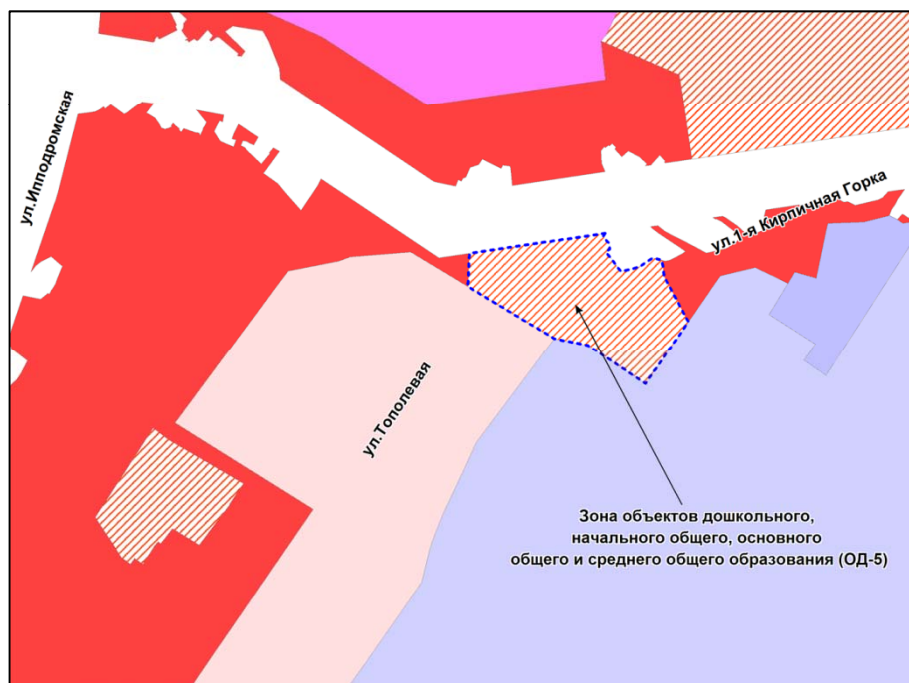 ул.Ипподромская
ул.1-я Кирпичная Горка
ул.Тополевая
Зона объектов дошкольного,
начального общего, основного
общего и среднего общего образования (ОД-5)